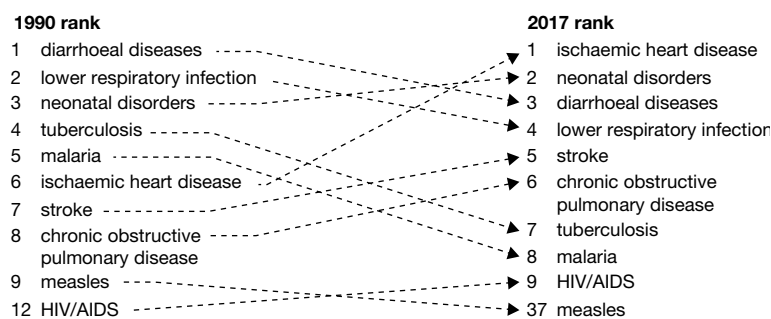 1990 rank
1 diarrhoeal diseases
2 lower respiratory infection
3 neonatal disorders
4 tuberculosis
5 malaria
6 ischaemic heart disease
7 stroke
8 chronic obstructive
pulmonary disease
9 measles
12 HIV/AIDS
2017 rank
1 ischaemic heart disease
2 neonatal disorders
3 diarrhoeal diseases
4 lower respiratory infection
5 stroke
6 chronic obstructive
pulmonary disease
7 tuberculosis
8 malaria
9 HIV/AIDS
37 measles